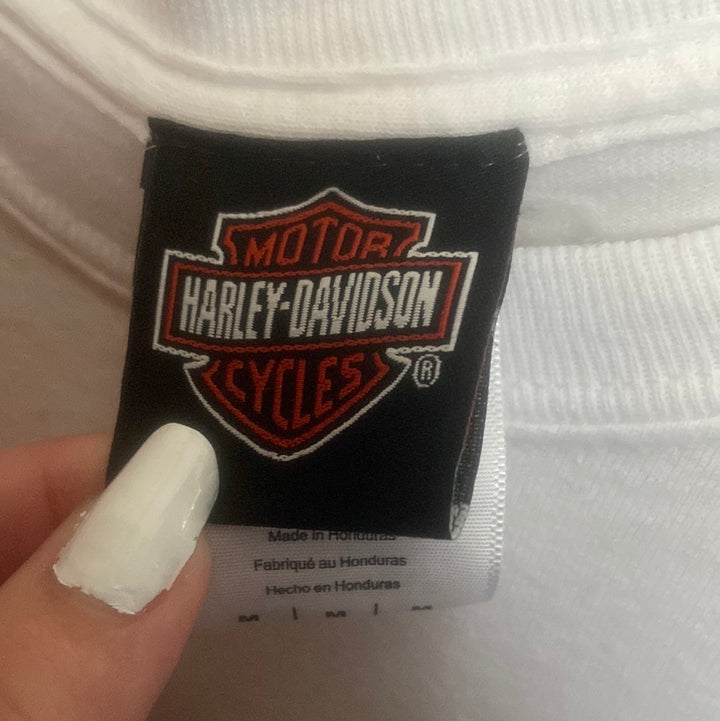 MOTOR
HARLEY-DAVIDSON
CYCLES
®
Made in Honduras
Fabriqué au Honduras
Hecho en Honduras
M | M | M